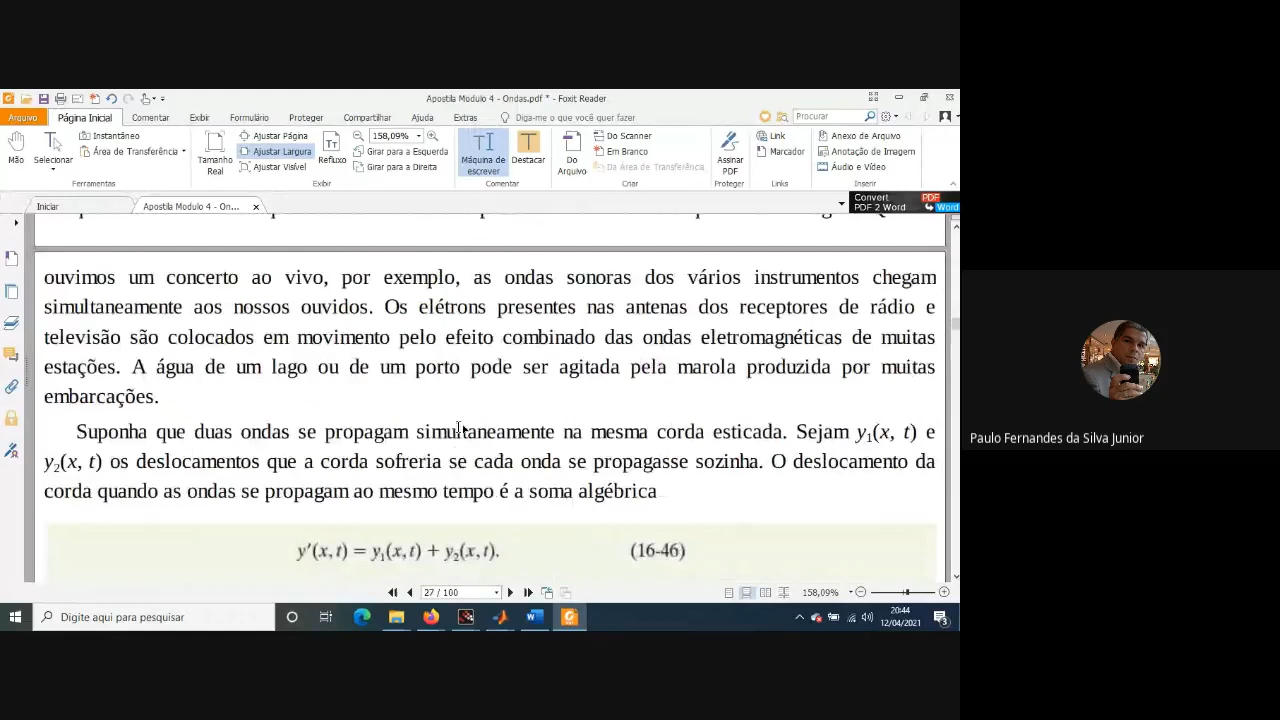 Apostila Modulo 4 - Ondas.pdf * - Foxit Reader
Arquivo Página Inicial Comentar Exibir Formulário Proteger Compartilhar Ajuda Extras Diga-me o que você quer fazer Procurar
Mão
Selecionar
Instantâneo
Área de Transferência
Ferramentas
Tamanho Real
Ajustar Página
Ajustar Largura
Ajustar Visível
Refluxo
158,09%
Girar para a Esquerda
Girar para a Direita
Exibir
Máquina de escrever
Destacar
Comentar
Do Arquivo
Do Scanner
Em Branco
Da Área de Transferência
Criar
Assinar PDF
Proteger
Link
Marcador
Links
Anexo de Arquivo
Anotação de Imagem
Áudio e Vídeo
Inserir
Iniciar
Apostila Modulo 4 - On...
Convert PDF
PDF 2 Word Word
ouvimos um concerto ao vivo, por exemplo, as ondas sonoras dos vários instrumentos chegam
simultaneamente aos nossos ouvidos. Os elétrons presentes nas antenas dos receptores de rádio e
televisão são colocados em movimento pelo efeito combinado das ondas eletromagnéticas de muitas
estações. A água de um lago ou de um porto pode ser agitada pela marola produzida por muitas
embarcações.
Suponha que duas ondas se propagam simultaneamente na mesma corda esticada. Sejam y1(x, t) e
y2(x, t) os deslocamentos que a corda sofreria se cada onda se propagasse sozinha. O deslocamento da
corda quando as ondas se propagam ao mesmo tempo é a soma algébrica
y′(x, t) = y1(x, t) + y2(x, t). (16-46)
27 / 100
158,09%
Digite aqui para pesquisar
20:44
12/04/2021
3
Paulo Fernandes da Silva Junior